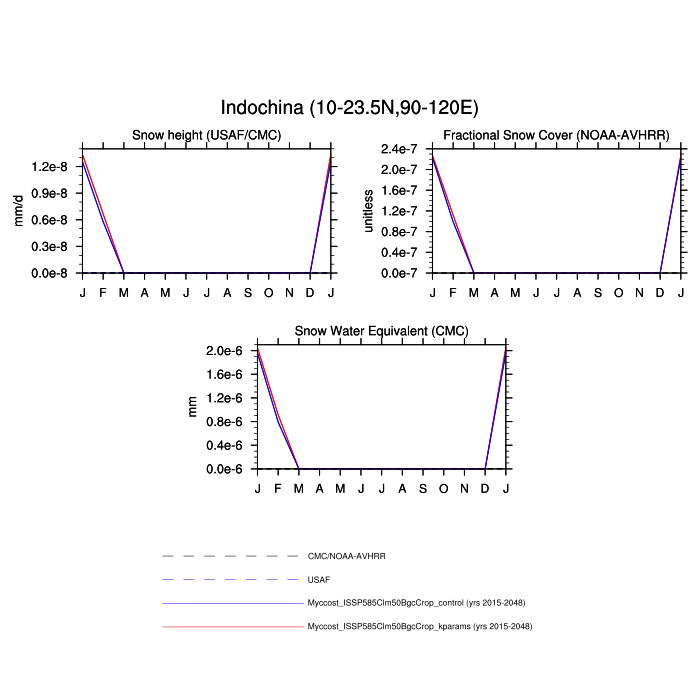 Indochina (10-23.5N,90-120E)
Snow height (USAF/CMC)
mm/d
1.2e-8
0.9e-8
0.6e-8
0.3e-8
0.0e-8
J F M A M J J A S O N D J
Fractional Snow Cover (NOAA-AVHRR)
unitless
2.4e-7
2.0e-7
1.6e-7
1.2e-7
0.8e-7
0.4e-7
0.0e-7
J F M A M J J A S O N D J
Snow Water Equivalent (CMC)
mm
2.0e-6
1.6e-6
1.2e-6
0.8e-6
0.4e-6
0.0e-6
J F M A M J J A S O N D J
CMC/NOAA-AVHRR
USAF
Myccost_ISSP585Clm50BgcCrop_control (yrs 2015-2048)
Myccost_ISSP585Clm50BgcCrop_kparams (yrs 2015-2048)